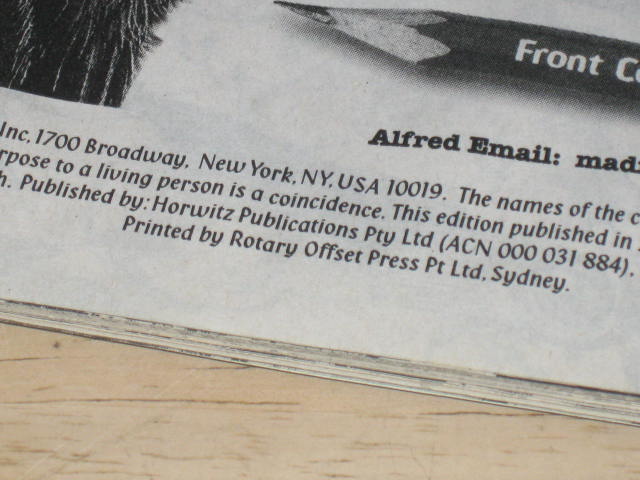 Front
Alfred Email:
Inc, 1700 Broadway, New York, NY, USA 10019. The names of the
to a living person is a coincidence. This edition published in
Published by: Horwitz Publications Pty Ltd (ACN 000 031 884).
Printed by Rotary Offset Press Pt Ltd, Sydney.